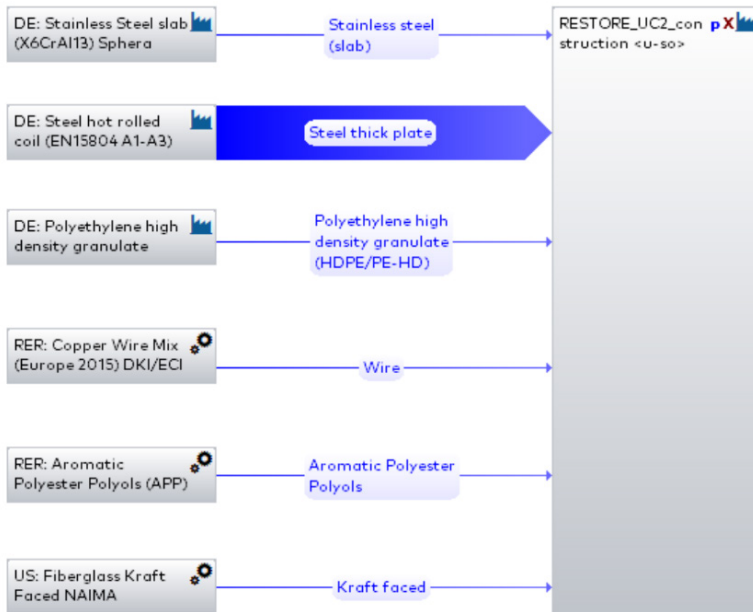 DE: Stainless Steel slab
(X6CrAl13) Sphera
Stainless steel
(slab)
RESTORE_UC2_con
struction <u-so>
p X
DE: Steel hot rolled
coil (EN15804 A1-A3)
Steel thick plate
DE: Polyethylene high
density granulate
Polyethylene high
density granulate
(HDPE/PE-HD)
RER: Copper Wire Mix
(Europe 2015) DKI/ECI
Wire
RER: Aromatic
Polyester Polyols (APP)
Aromatic Polyester
Polyols
US: Fiberglass Kraft
Faced NAIMA
Kraft faced